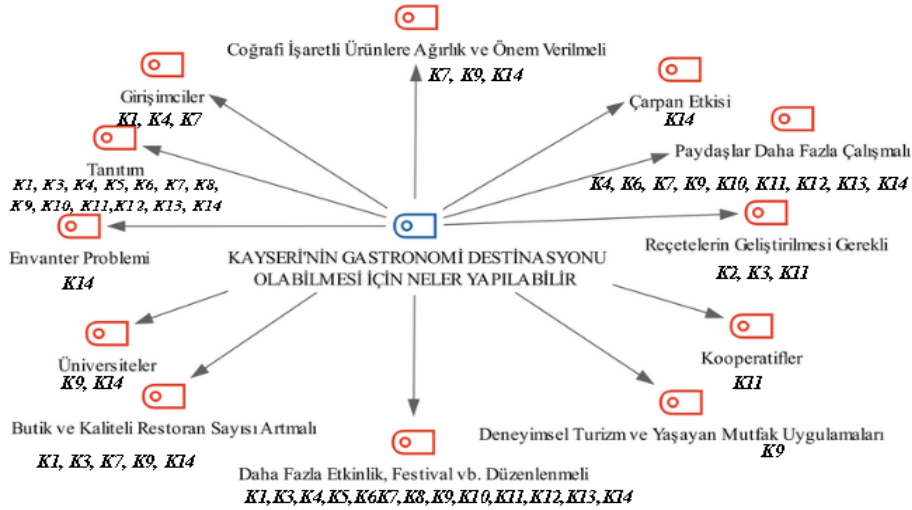 Coğrafi İşaretli Ürünlere Ağırlık ve Önem Verilmeli
K7, K9, K14
Girişimciler
K1, K4, K7
Çarpan Etkisi
K14
Tanıtım
K1, K3, K4, K5, K6, K7, K8,
K9, K10, K11,K12, K13, K14
Paydaşlar Daha Fazla Çalışmalı
K4, K6, K7, K9, K10, K11, K12, K13, K14
Envanter Problemi
K14
KAYSERİ'NİN GASTRONOMİ DESTİNASYONU
OLABİLMESİ İÇİN NELER YAPILABİLİR
Reçetelerin Geliştirilmesi Gerekli
K2, K3, K11
Üniversiteler
K9, K14
Kooperatifler
K11
Butik ve Kaliteli Restoran Sayısı Artmalı
K1, K3, K7, K9, K14
Deneyimsel Turizm ve Yaşayan Mutfak Uygulamaları
K9
Daha Fazla Etkinlik, Festival vb. Düzenlenmeli
K1,K3,K4,K5,K6K7,K8,K9,K10,K11,K12,K13,K14